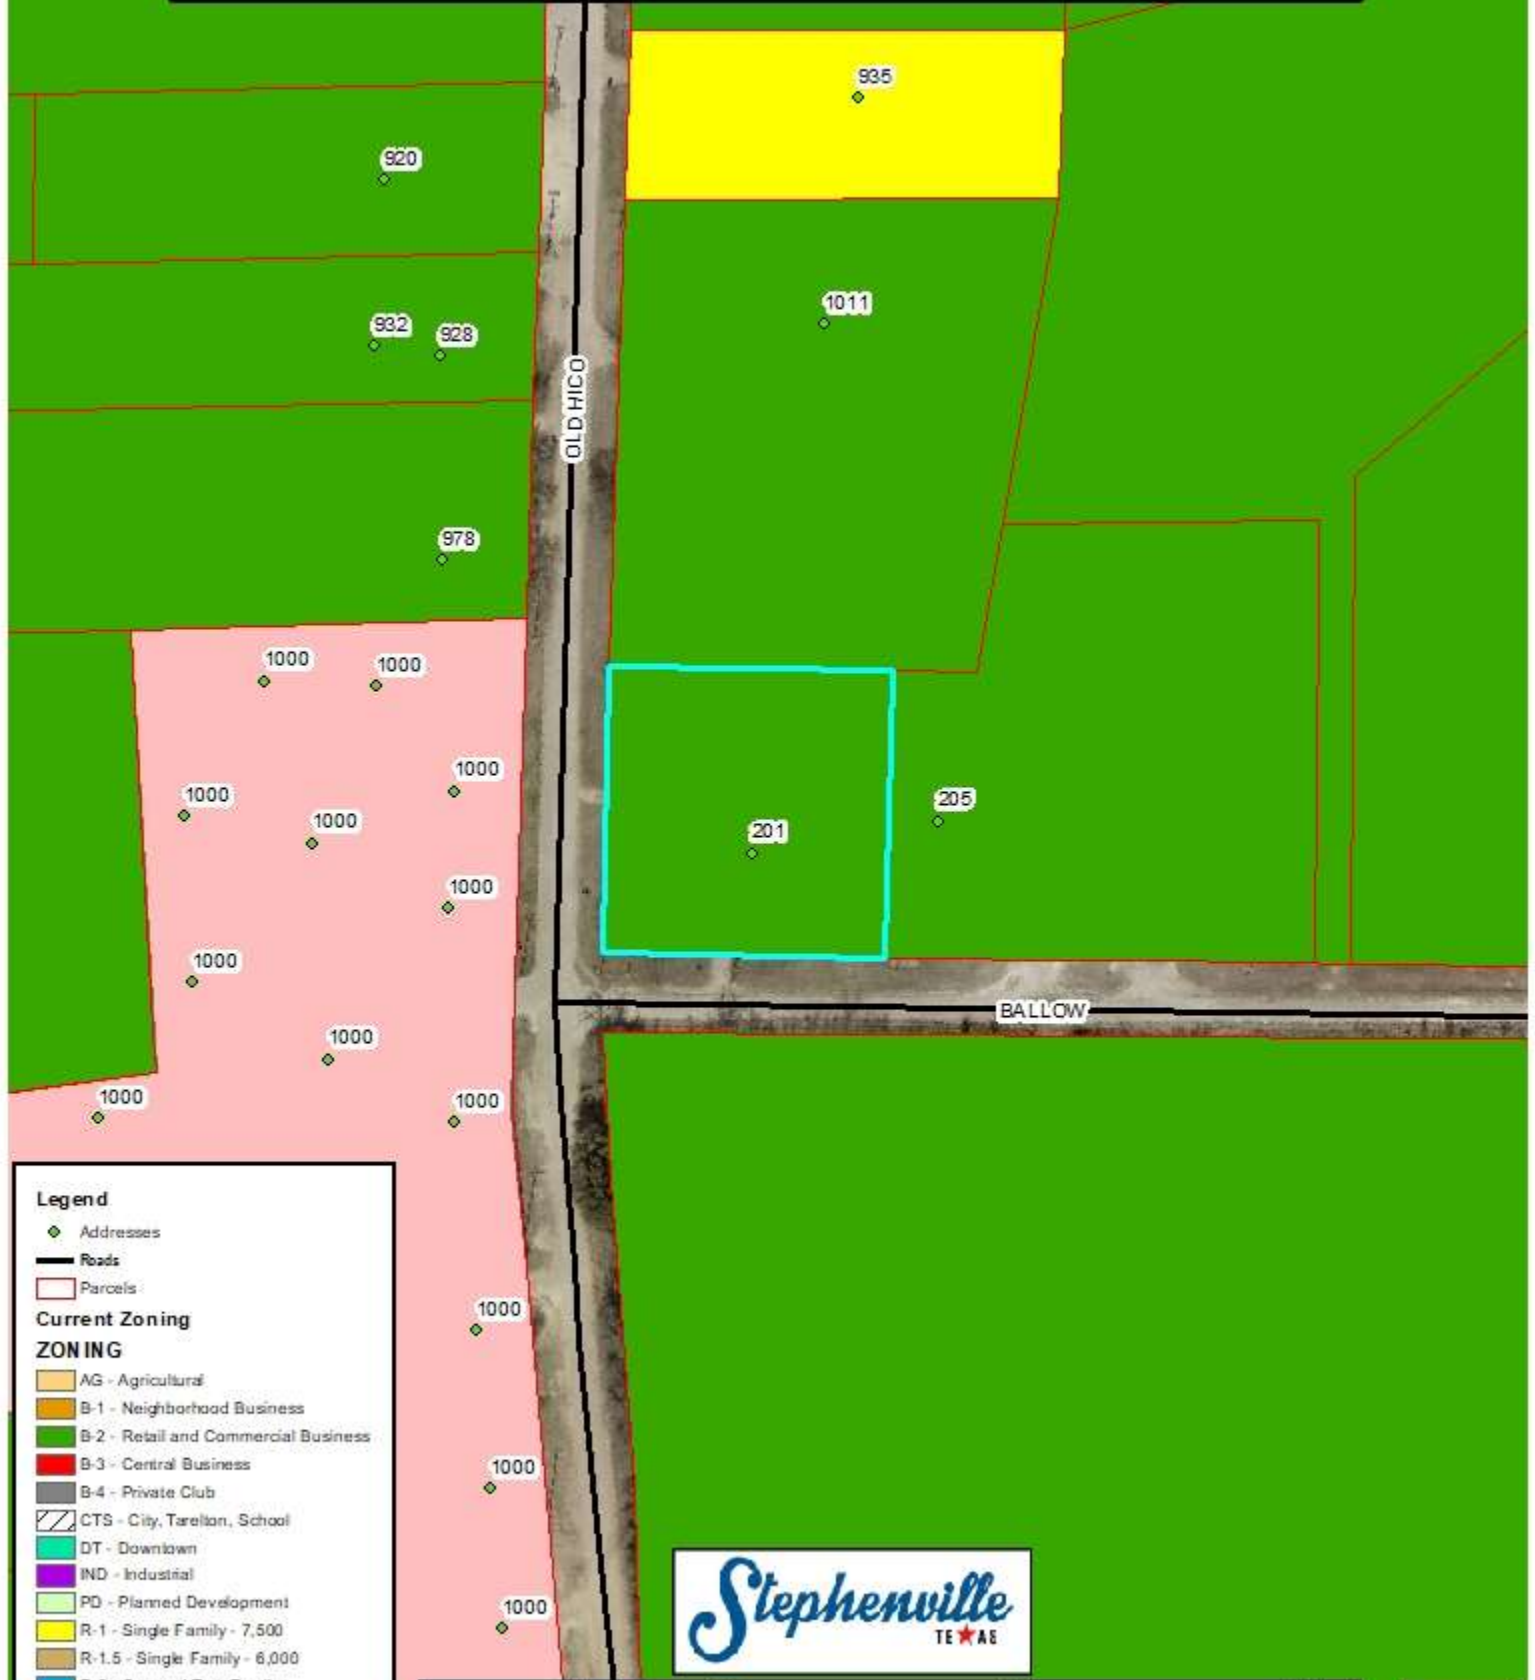 935
920
1011
932
928
OLD HICO
978
1000
1000
1000
1000
1000
205
201
1000
1000
BALLOW
1000
1000
1000
1000
1000
1000
Legend
Addresses
Roads
Parcels
Current Zoning
ZONING
AG - Agricultural
B-1 - Neighborhood Business
B-2 - Retail and Commercial Business
B-3 - Central Business
B-4 - Private Club
CTS - City, Tarelton, School
DT - Downtown
IND - Industrial
PD - Planned Development
R-1 - Single Family - 7,500
R-1.5 - Single Family - 6,000
Stephenville
TEXAS